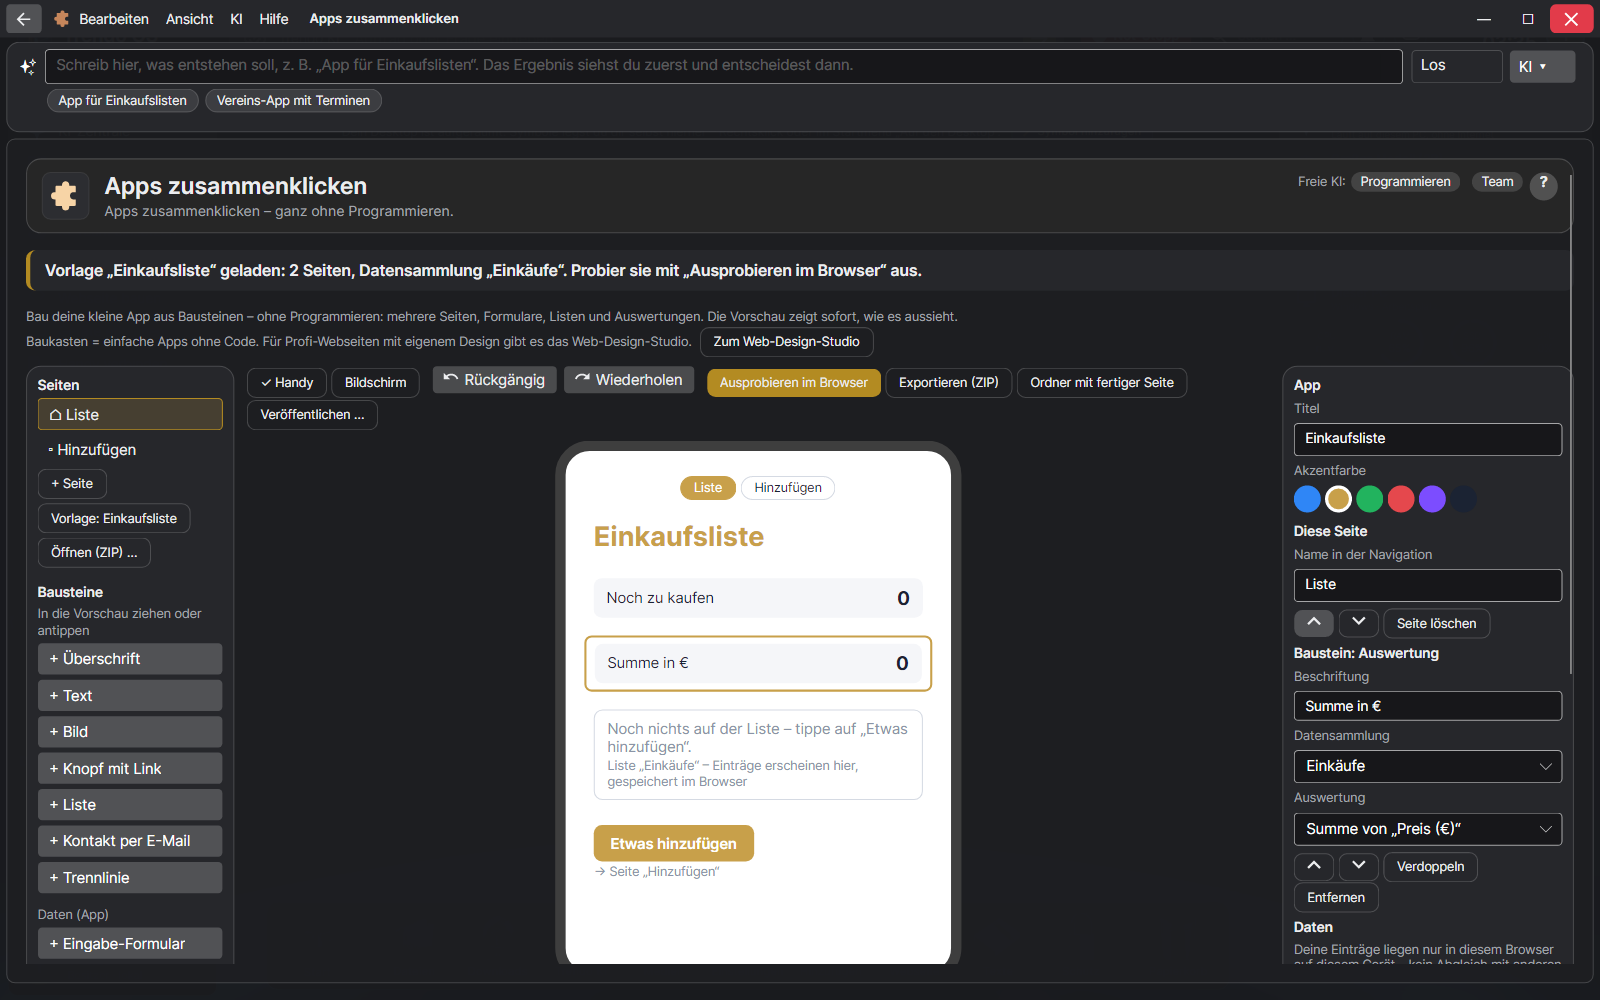 Bearbeiten Ansicht KI Hilfe Apps zusammenklicken
Schreib hier, was entstehen soll, z. B. „App für Einkaufslisten“. Das Ergebnis siehst du zuerst und entscheidest dann.
Los
KI
App für Einkaufslisten
Vereins-App mit Terminen
Apps zusammenklicken
Apps zusammenklicken – ganz ohne Programmieren.
Freie KI: Programmieren Team ?
Vorlage „Einkaufsliste“ geladen: 2 Seiten, Datensammlung „Einkäufe“. Probier sie mit „Ausprobieren im Browser“ aus.
Bau deine kleine App aus Bausteinen – ohne Programmieren: mehrere Seiten, Formulare, Listen und Auswertungen. Die Vorschau zeigt sofort, wie es aussieht.
Baukasten = einfache Apps ohne Code. Für Profi-Webseiten mit eigenem Design gibt es das Web-Design-Studio.
Zum Web-Design-Studio
Seiten
Liste
Hinzufügen
+ Seite
Vorlage: Einkaufsliste
Öffnen (ZIP) ...
Bausteine
In die Vorschau ziehen oder
antippen
+ Überschrift
+ Text
+ Bild
+ Knopf mit Link
+ Liste
+ Kontakt per E-Mail
+ Trennlinie
Daten (App)
+ Eingabe-Formular
✓ Handy
Bildschirm
Rückgängig
Wiederholen
Ausprobieren im Browser
Exportieren (ZIP)
Ordner mit fertiger Seite
Veröffentlichen ...
Liste
Hinzufügen
Einkaufsliste
Noch zu kaufen 0
Summe in € 0
Noch nichts auf der Liste – tippe auf „Etwas
hinzufügen“.
Liste „Einkäufe“ – Einträge erscheinen hier,
gespeichert im Browser
Etwas hinzufügen
→ Seite „Hinzufügen“
App
Titel
Einkaufsliste
Akzentfarbe
Diese Seite
Name in der Navigation
Liste
Seite löschen
Baustein: Auswertung
Beschriftung
Summe in €
Datensammlung
Einkäufe
Auswertung
Summe von „Preis (€)“
Verdoppeln
Entfernen
Daten
Deine Einträge liegen nur in diesem Browser
auf diesem Gerät – kein Abgleich mit anderen